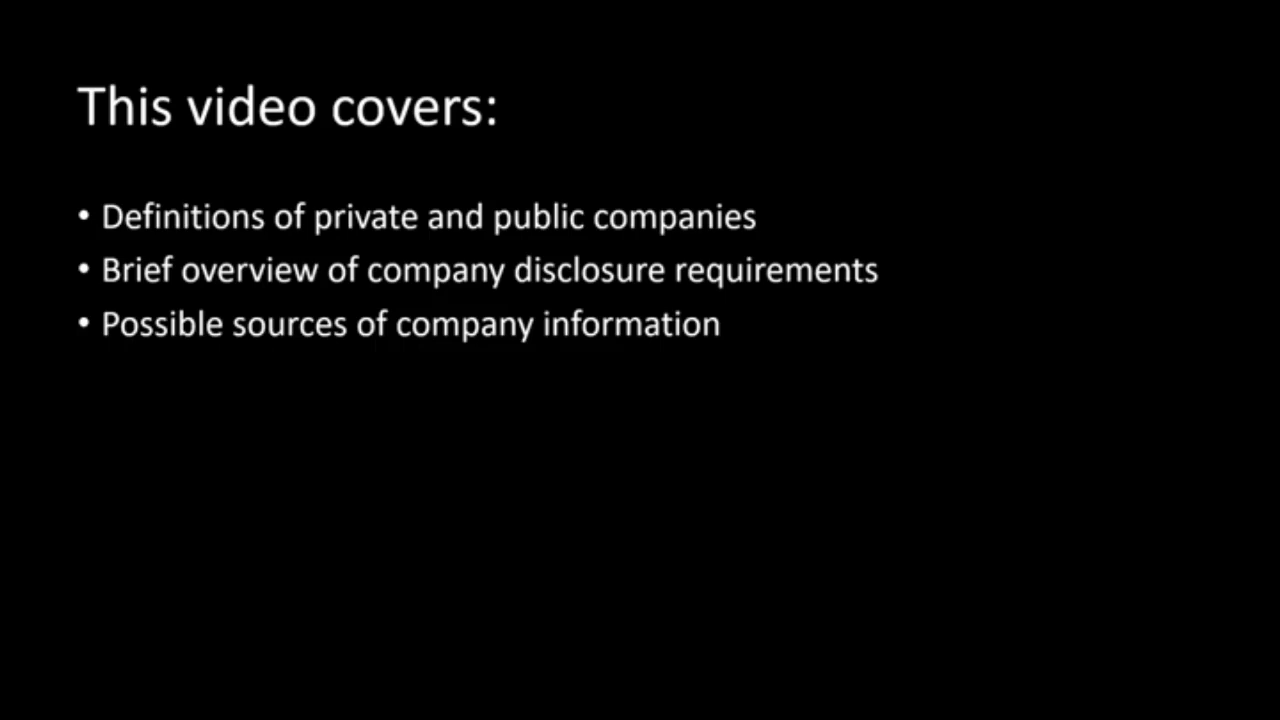 This video covers:
• Definitions of private and public companies
• Brief overview of company disclosure requirements
• Possible sources of company information